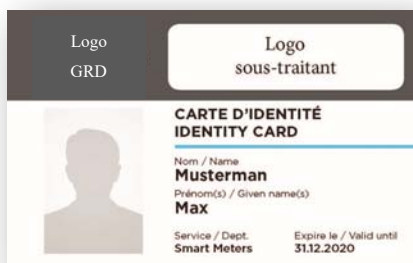 Logo
GRD
Logo
sous-traitant
CARTE D'IDENTITÉ
IDENTITY CARD
Nom / Name
Musterman
Prénom(s) / Given name(s)
Max
Service / Dept. Expire le / Valid until
Smart Meters 31.12.2020